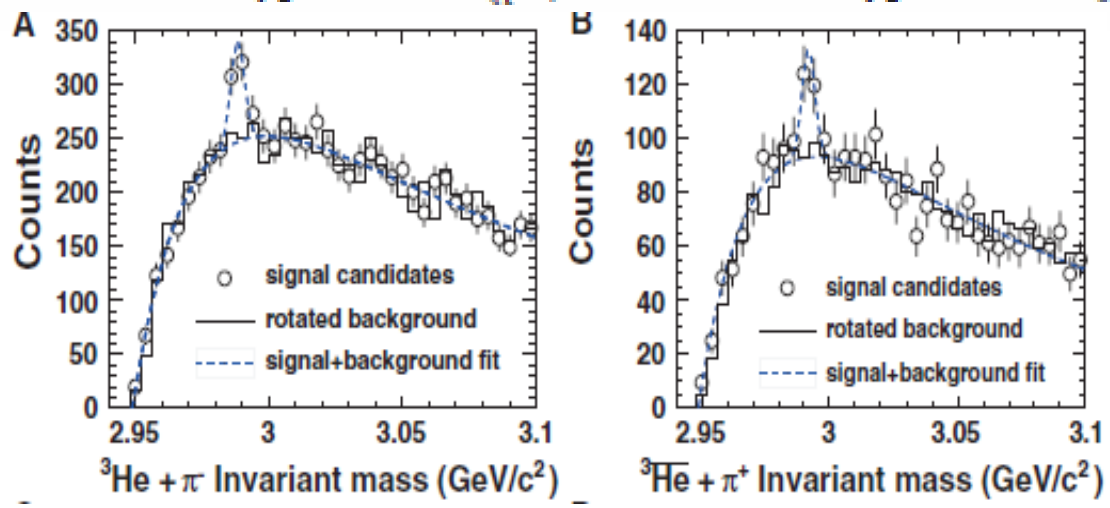 A
350
300
250
200
150
100
50
0
Counts
signal candidates
rotated background
signal+background fit
2.95 3 3.05 3.1
³He + π⁻ Invariant mass (GeV/c²)
B
140
120
100
80
60
40
20
0
Counts
signal candidates
rotated background
signal+background fit
2.95 3 3.05 3.1
³H̅e̅ + π⁺ Invariant mass (GeV/c²)